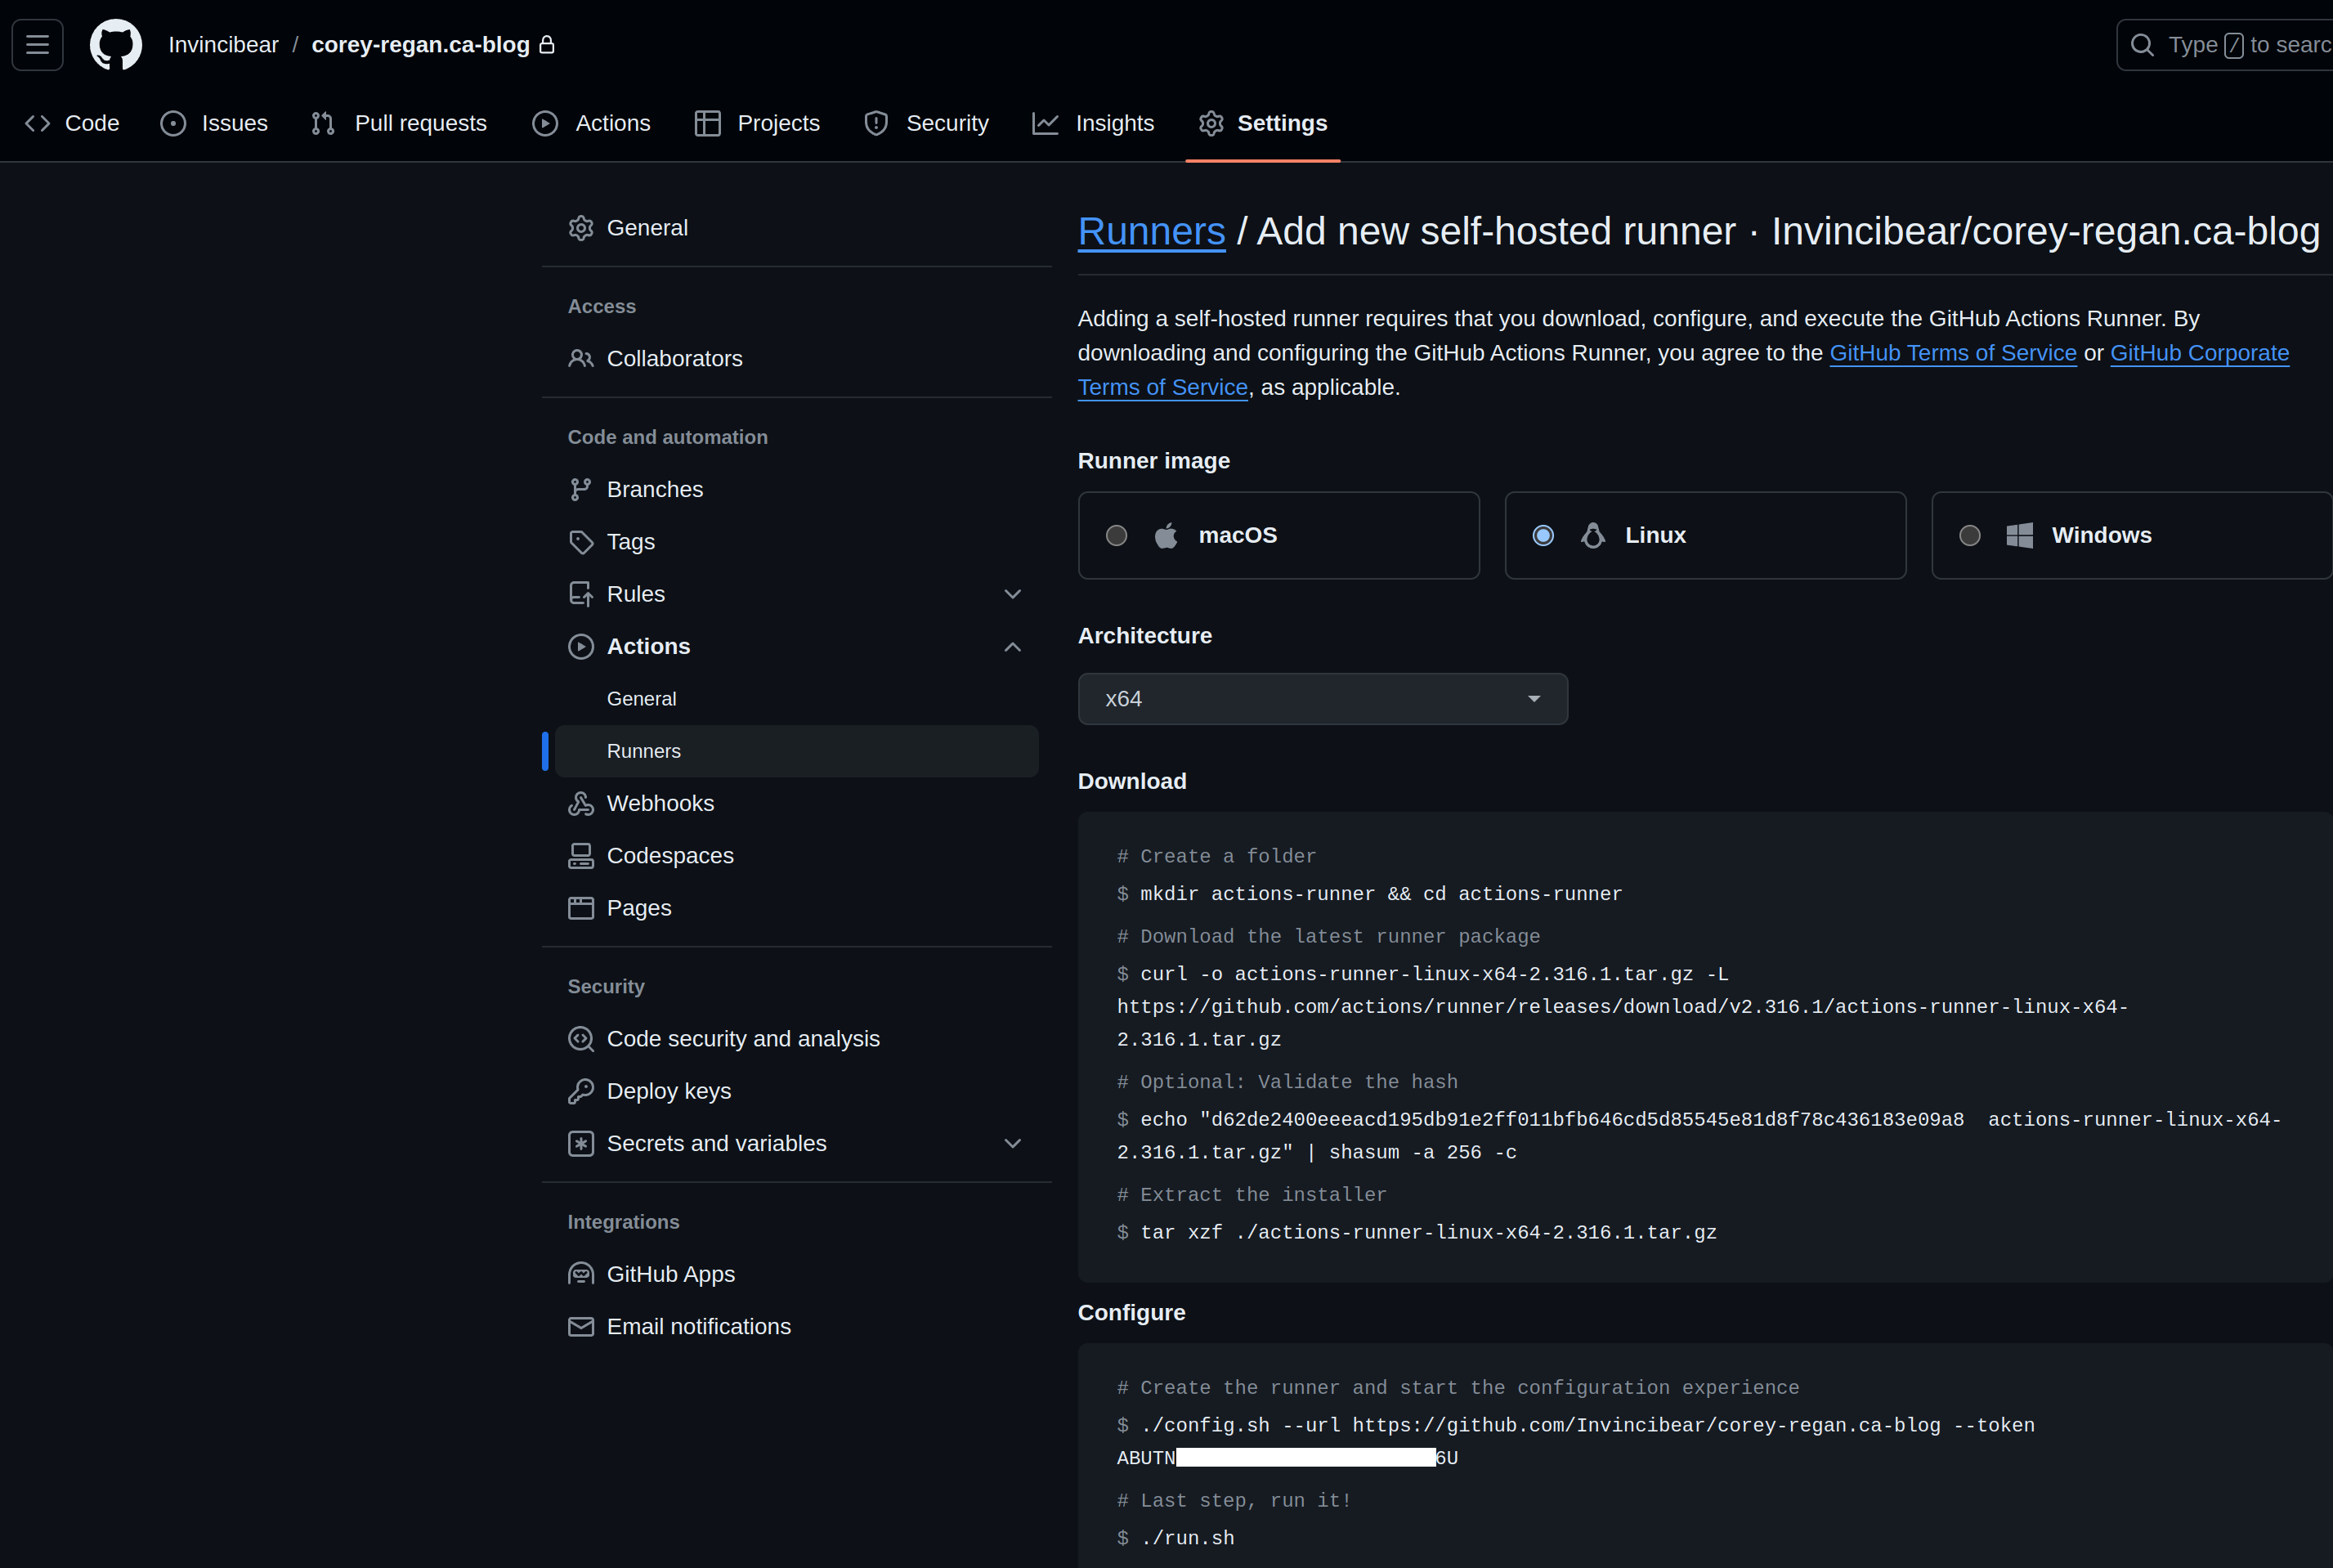 Invincibear / corey-regan.ca-blog
Type / to searc
Code Issues Pull requests Actions Projects Security Insights Settings
General
Access
Collaborators
Code and automation
Branches
Tags
Rules
Actions
General
Runners
Webhooks
Codespaces
Pages
Security
Code security and analysis
Deploy keys
Secrets and variables
Integrations
GitHub Apps
Email notifications
Runners / Add new self-hosted runner · Invincibear/corey-regan.ca-blog
Adding a self-hosted runner requires that you download, configure, and execute the GitHub Actions Runner. By
downloading and configuring the GitHub Actions Runner, you agree to the GitHub Terms of Service or GitHub Corporate
Terms of Service, as applicable.
Runner image
macOS Linux Windows
Architecture
x64
Download
# Create a folder
$ mkdir actions-runner && cd actions-runner
# Download the latest runner package
$ curl -o actions-runner-linux-x64-2.316.1.tar.gz -L
https://github.com/actions/runner/releases/download/v2.316.1/actions-runner-linux-x64-
2.316.1.tar.gz
# Optional: Validate the hash
$ echo "d62de2400eeeacd195db91e2ff011bfb646cd5d85545e81d8f78c436183e09a8  actions-runner-linux-x64-
2.316.1.tar.gz" | shasum -a 256 -c
# Extract the installer
$ tar xzf ./actions-runner-linux-x64-2.316.1.tar.gz
Configure
# Create the runner and start the configuration experience
$ ./config.sh --url https://github.com/Invincibear/corey-regan.ca-blog --token
ABUTN 6U
# Last step, run it!
$ ./run.sh